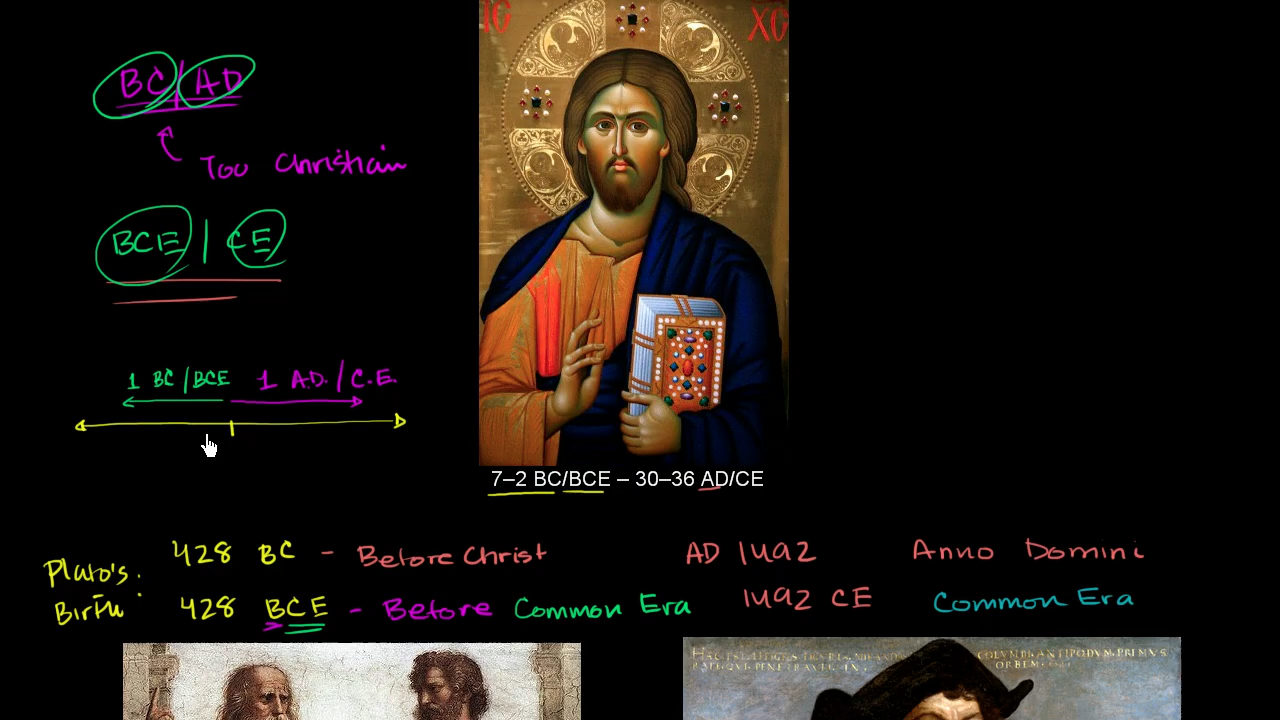 BC/AD
Too Christian
BCE | CE
1 BC/BCE 1 A.D./C.E.
IC XC
7–2 BC/BCE – 30–36 AD/CE
Plato's Birth:
428 BC - Before Christ
428 BCE - Before Common Era
AD 1492 Anno Domini
1492 CE Common Era
PRIMVS
ORBEM